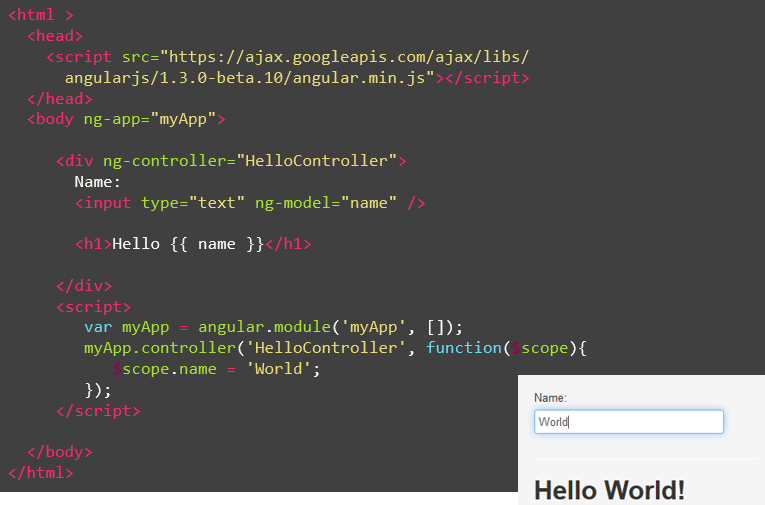 <html >
<head>
<script src="https://ajax.googleapis.com/ajax/libs/
angularjs/1.3.0-beta.10/angular.min.js"></script>
</head>
<body ng-app="myApp">
<div ng-controller="HelloController">
Name:
<input type="text" ng-model="name" />
<h1>Hello {{ name }}</h1>
</div>
<script>
var myApp = angular.module('myApp', []);
myApp.controller('HelloController', function($scope){
$scope.name = 'World';
});
</script>
</body>
</html>
Name:
World
Hello World!